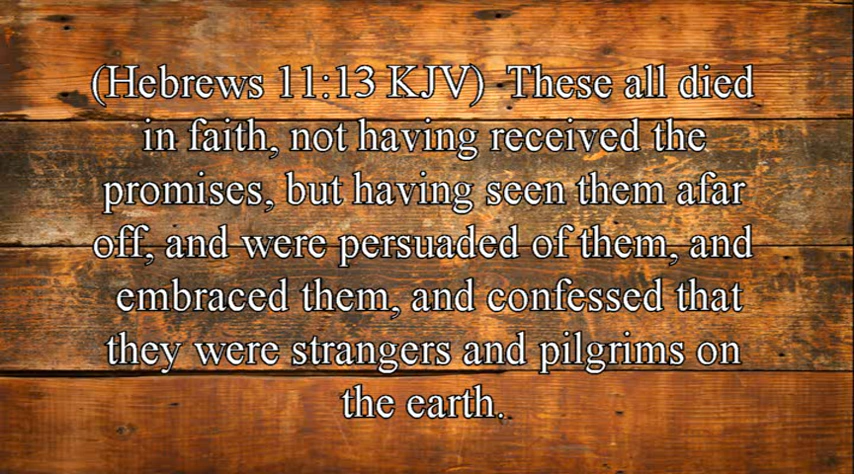 (Hebrews 11:13 KJV)  These all died
in faith, not having received the
promises, but having seen them afar
off, and were persuaded of them, and
embraced them, and confessed that
they were strangers and pilgrims on
the earth.